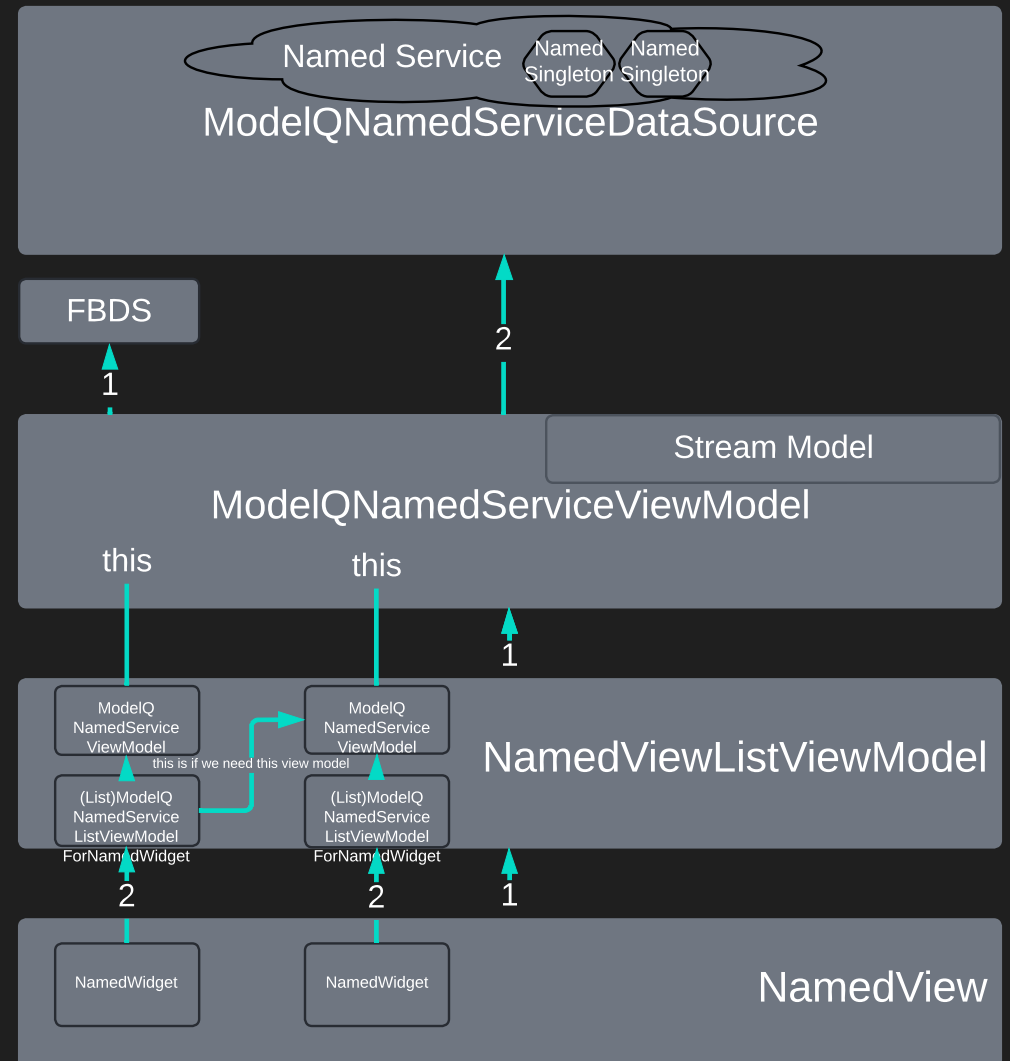 Named Service
Named
Singleton
Named
Singleton
ModelQNamedServiceDataSource
FBDS
2
1
Stream Model
ModelQNamedServiceViewModel
this
this
1
ModelQ
NamedService
ViewModel
ModelQ
NamedService
ViewModel
NamedViewListViewModel
this is if we need this view model
(List)ModelQ
NamedService
ListViewModel
ForNamedWidget
(List)ModelQ
NamedService
ListViewModel
ForNamedWidget
2
2
1
NamedWidget
NamedWidget
NamedView